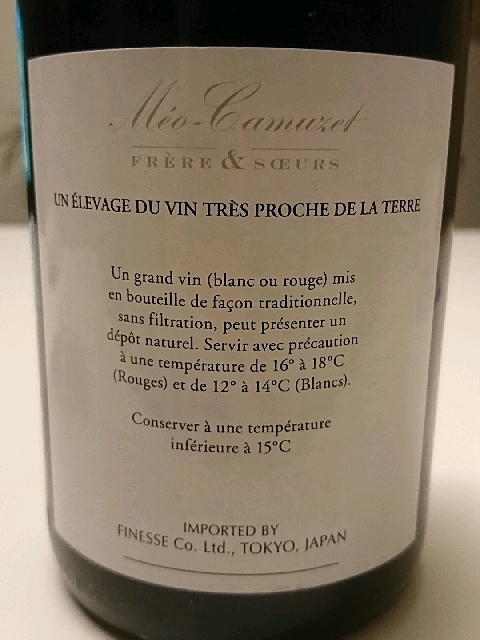 Méo-Camuzet
FRÈRE & SŒURS
UN ÉLEVAGE DU VIN TRÈS PROCHE DE LA TERRE
Un grand vin (blanc ou rouge) mis
en bouteille de façon traditionnelle,
sans filtration, peut présenter un
dépôt naturel. Servir avec précaution
à une température de 16° à 18°C
(Rouges) et de 12° à 14°C (Blancs).
Conserver à une température
inférieure à 15°C
IMPORTED BY
FINESSE Co. Ltd., TOKYO, JAPAN